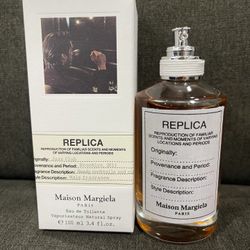 REPLICA
REPRODUCTION OF FAMILIAR
SCENTS AND MOMENTS OF VARYING
LOCATIONS AND PERIODS
Originally:
Provenance and Period:
Fragrance Description:
Style Description:
Maison Margiela
PARIS
Eau de Toilette
Vaporisateur Natural Spray
℮ 100 ml 3.4 fl.oz.
REPLICA
REPRODUCTION OF FAMILIAR
SCENTS AND MOMENTS OF VARYING
LOCATIONS AND PERIODS
Originally:
Provenance and Period:
Fragrance Description:
Style Description:
Maison Margiela
PARIS